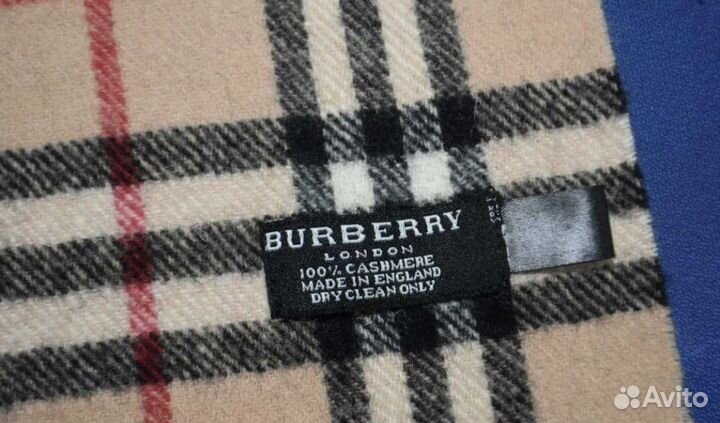 BURBERRY
LONDON
100% CASHMERE
MADE IN ENGLAND
DRY CLEAN ONLY
Avito